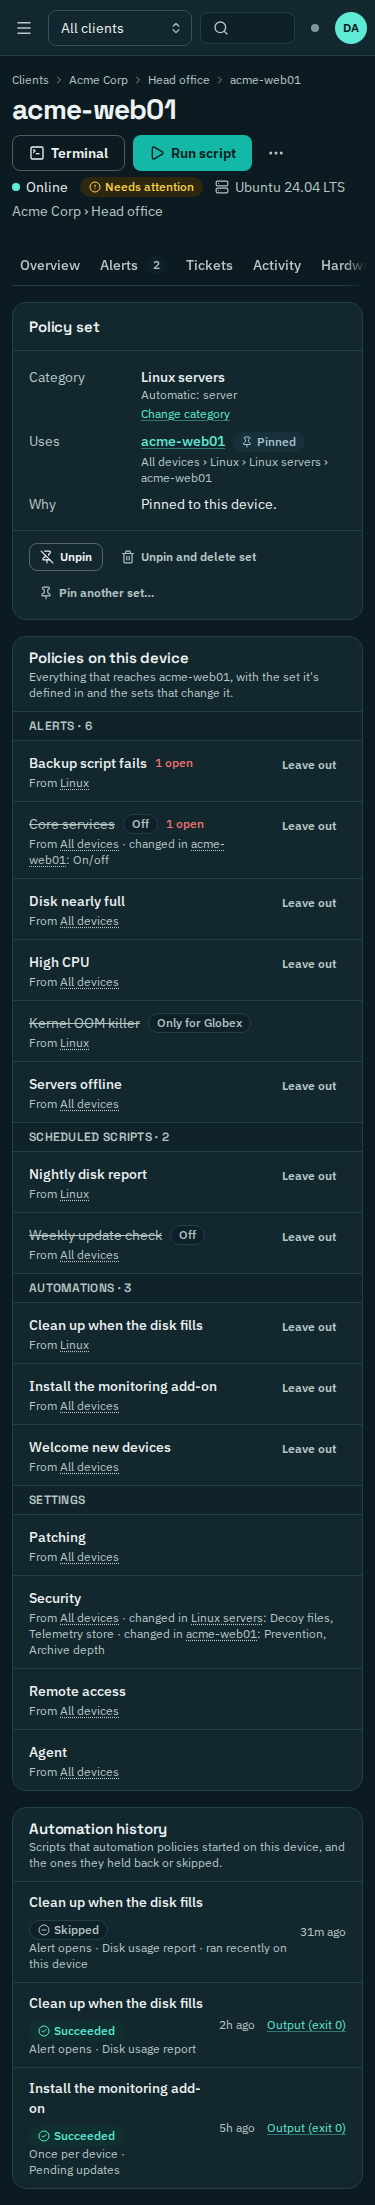 All clients
DA
Clients > Acme Corp > Head office > acme-web01
acme-web01
Terminal
Run script
Online
Needs attention
Ubuntu 24.04 LTS
Acme Corp › Head office
Overview
Alerts 2
Tickets
Activity
Hardw
Policy set
Category
Linux servers
Automatic: server
Change category
Uses
acme-web01 Pinned
All devices › Linux › Linux servers ›
acme-web01
Why
Pinned to this device.
Unpin
Unpin and delete set
Pin another set...
Policies on this device
Everything that reaches acme-web01, with the set it's
defined in and the sets that change it.
ALERTS · 6
Backup script fails 1 open
Leave out
From Linux
Core services Off 1 open
Leave out
From All devices · changed in acme-
web01: On/off
Disk nearly full
Leave out
From All devices
High CPU
Leave out
From All devices
Kernel OOM killer Only for Globex
From Linux
Servers offline
Leave out
From All devices
SCHEDULED SCRIPTS · 2
Nightly disk report
Leave out
From Linux
Weekly update check Off
Leave out
From All devices
AUTOMATIONS · 3
Clean up when the disk fills
Leave out
From Linux
Install the monitoring add-on
Leave out
From All devices
Welcome new devices
Leave out
From All devices
SETTINGS
Patching
From All devices
Security
From All devices · changed in Linux servers: Decoy files,
Telemetry store · changed in acme-web01: Prevention,
Archive depth
Remote access
From All devices
Agent
From All devices
Automation history
Scripts that automation policies started on this device, and
the ones they held back or skipped.
Clean up when the disk fills
Skipped
31m ago
Alert opens · Disk usage report · ran recently on
this device
Clean up when the disk fills
Succeeded
2h ago
Output (exit 0)
Alert opens · Disk usage report
Install the monitoring add-
on
Succeeded
5h ago
Output (exit 0)
Once per device ·
Pending updates